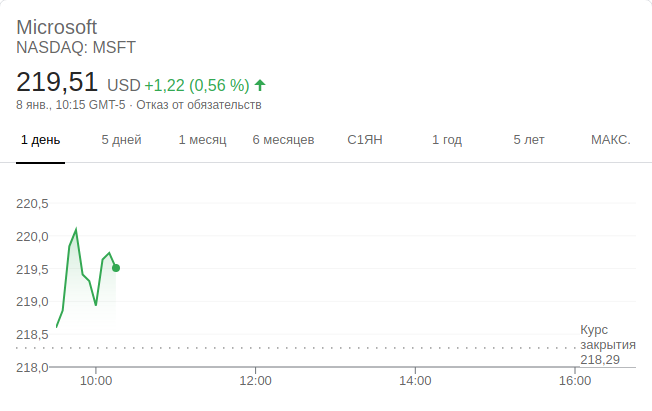 Microsoft
NASDAQ: MSFT
219,51 USD +1,22 (0,56 %)
8 янв., 10:15 GMT-5 · Отказ от обязательств
1 день 5 дней 1 месяц 6 месяцев С1ЯН 1 год 5 лет МАКС.
220,5
220,0
219,5
219,0
218,5
218,0
Курс
закрытия
218,29
10:00 12:00 14:00 16:00